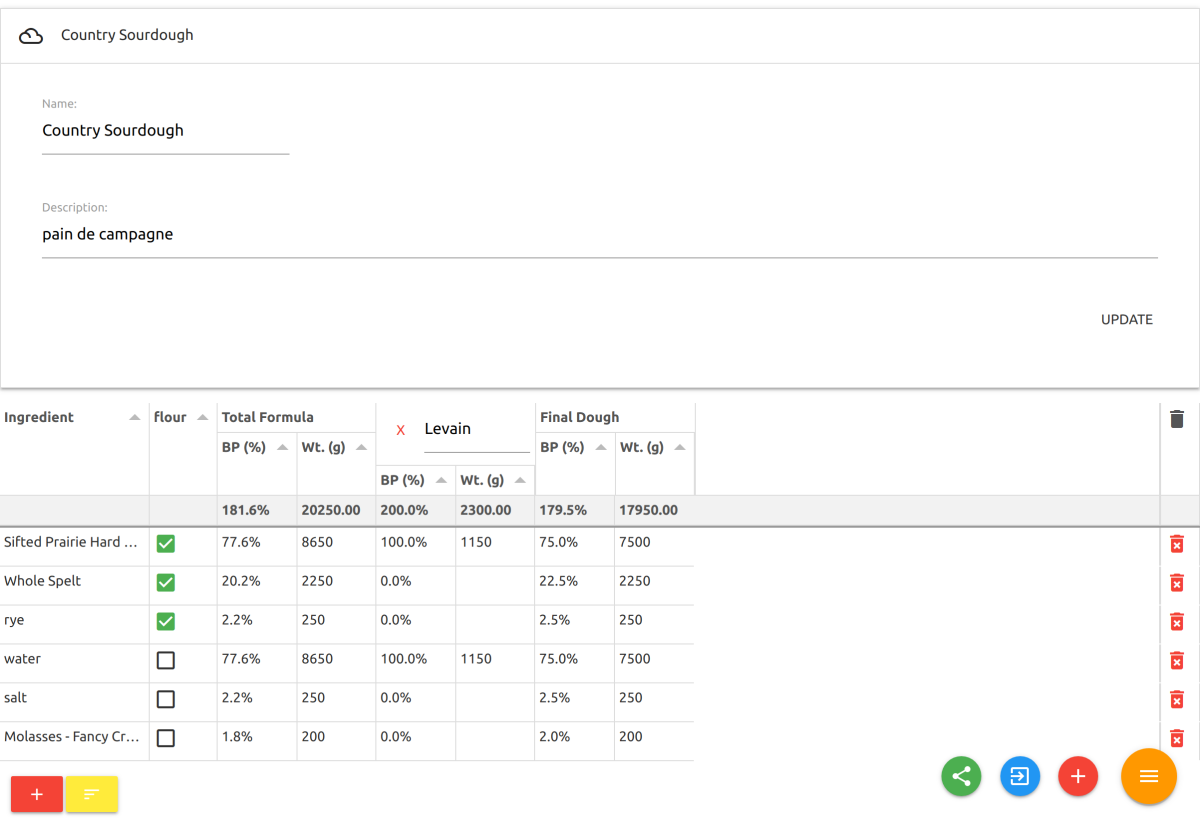 Country Sourdough
Name:
Country Sourdough
Description:
pain de campagne
UPDATE
Ingredient flour Total Formula X Levain Final Dough
BP (%) Wt. (g) BP (%) Wt. (g) BP (%) Wt. (g)
181.6% 20250.00 200.0% 2300.00 179.5% 17950.00
Sifted Prairie Hard ... 77.6% 8650 100.0% 1150 75.0% 7500
Whole Spelt 20.2% 2250 0.0% 22.5% 2250
rye 2.2% 250 0.0% 2.5% 250
water 77.6% 8650 100.0% 1150 75.0% 7500
salt 2.2% 250 0.0% 2.5% 250
Molasses - Fancy Cr... 1.8% 200 0.0% 2.0% 200